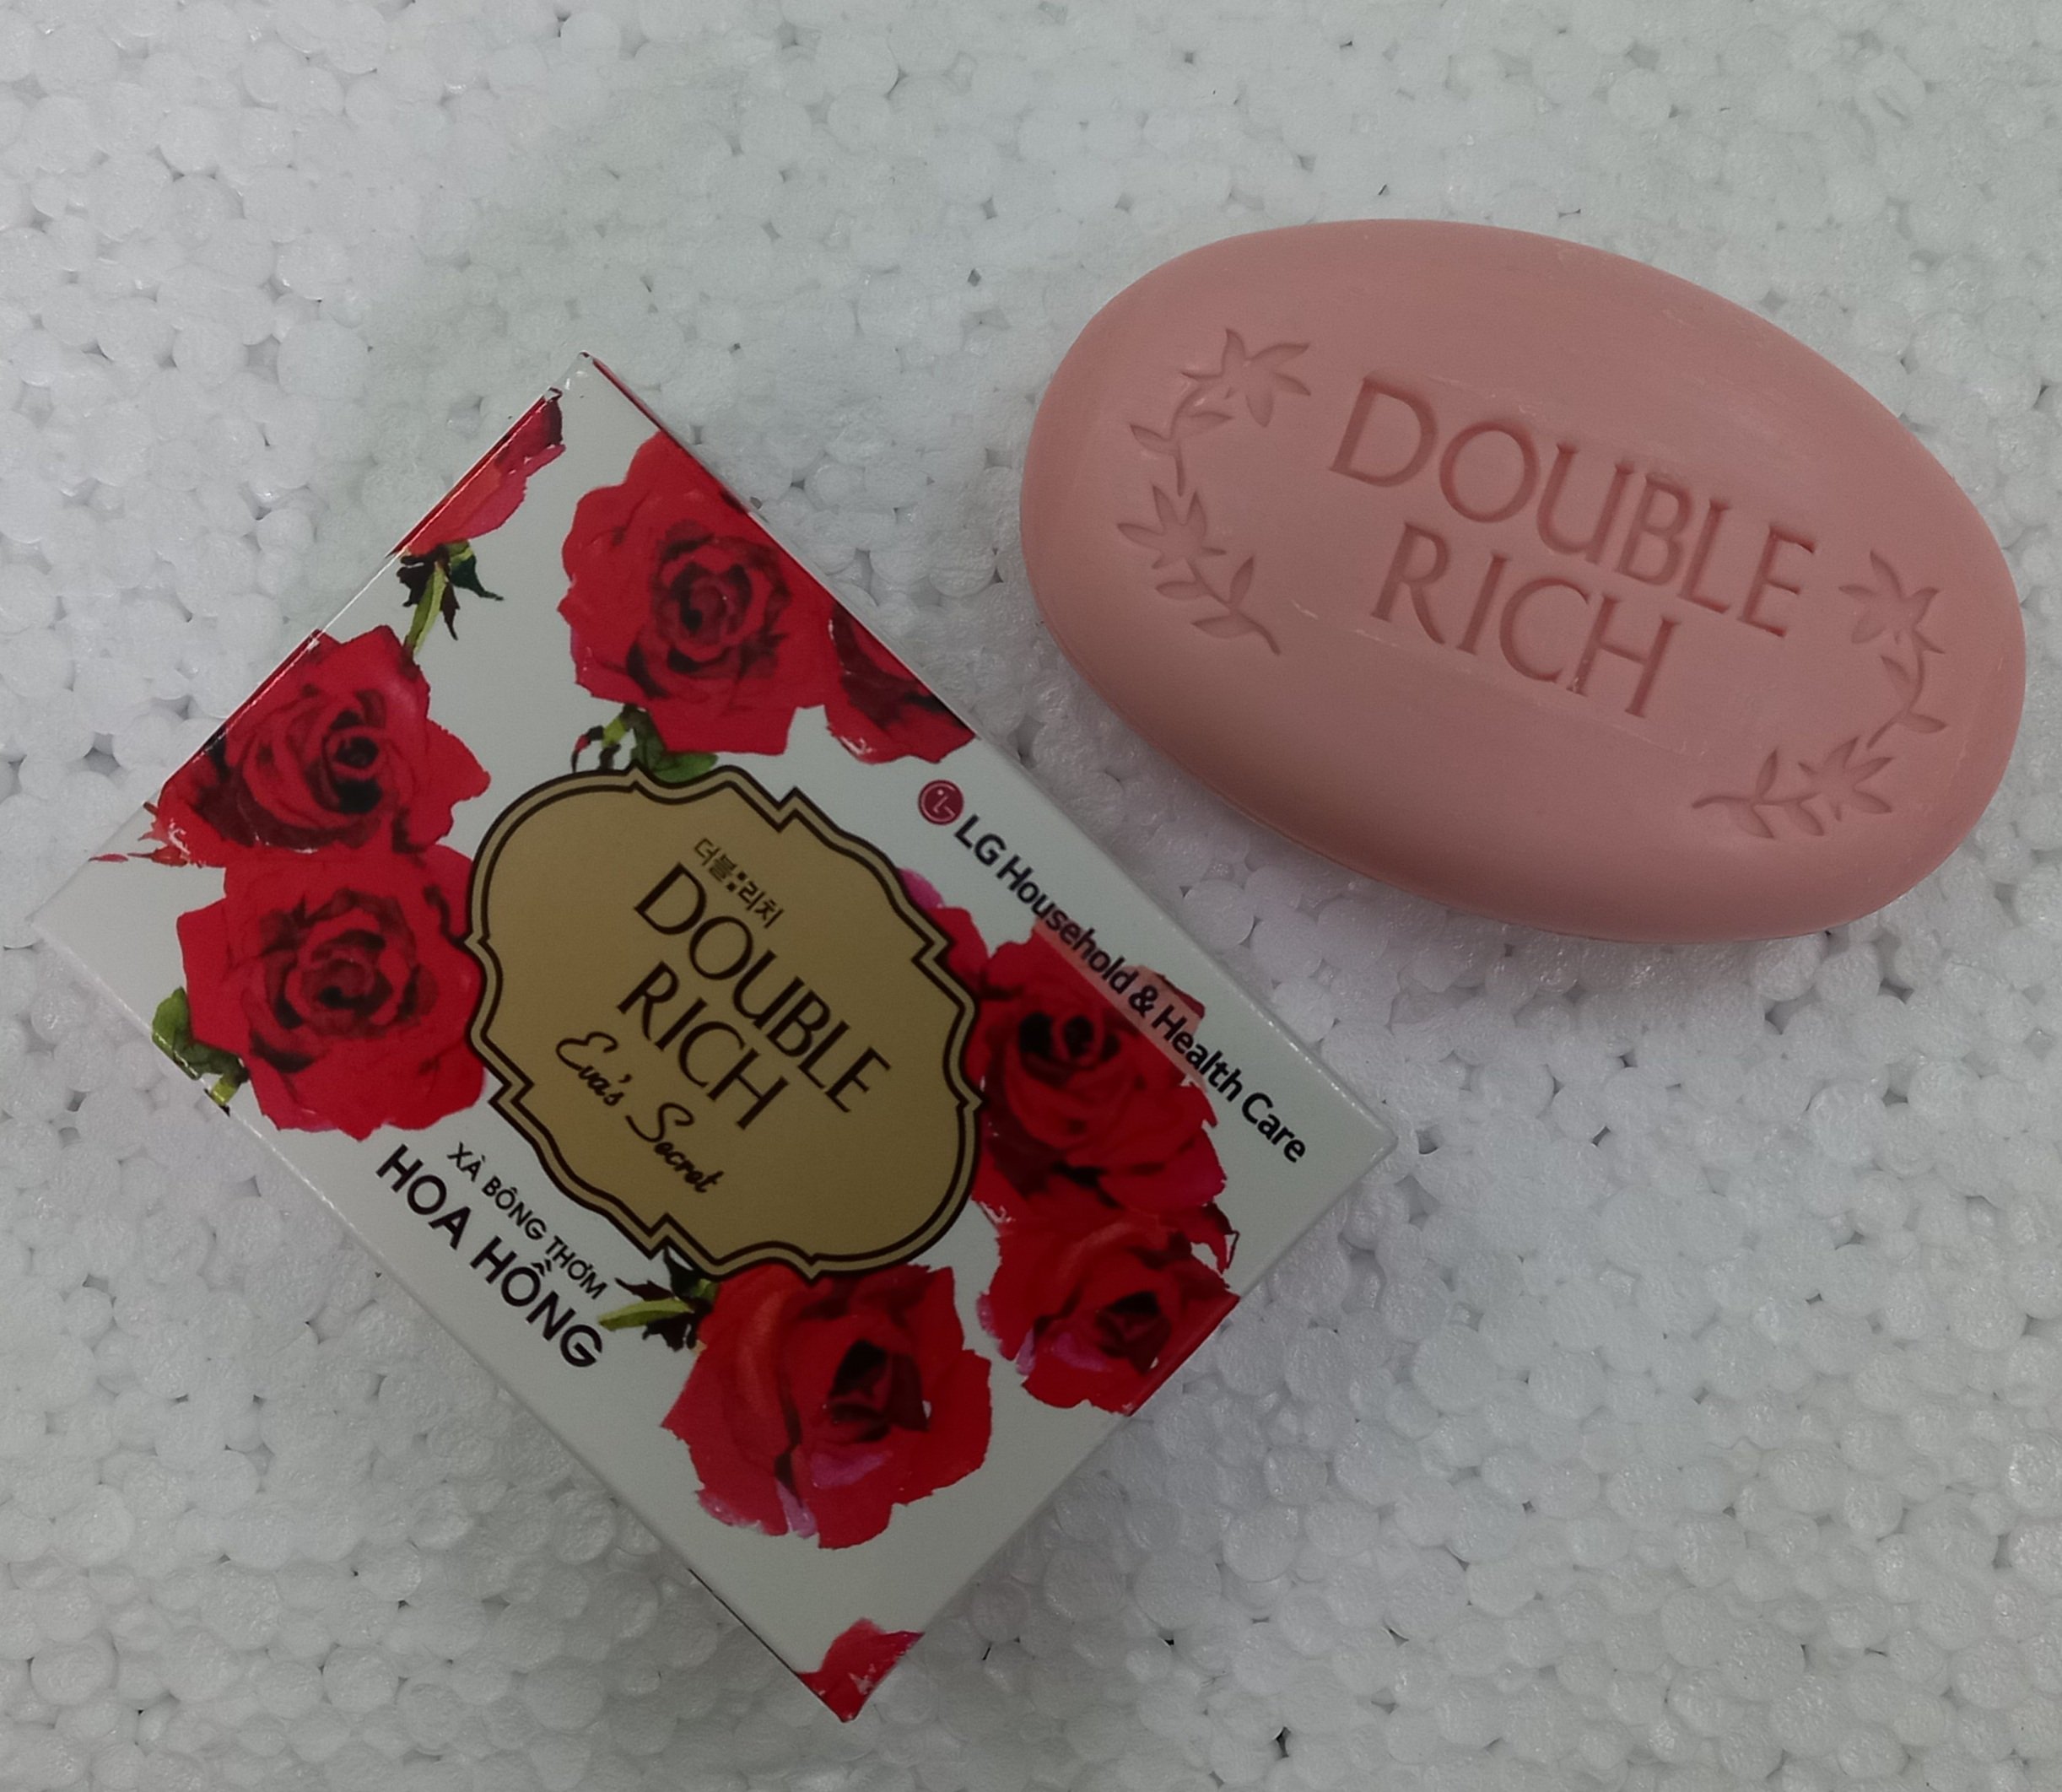 LG LG Household & Health Care
더블:리치
DOUBLE
RICH
Eva's Secret
XÀ BÔNG THƠM
HOA HỒNG
DOUBLE
RICH